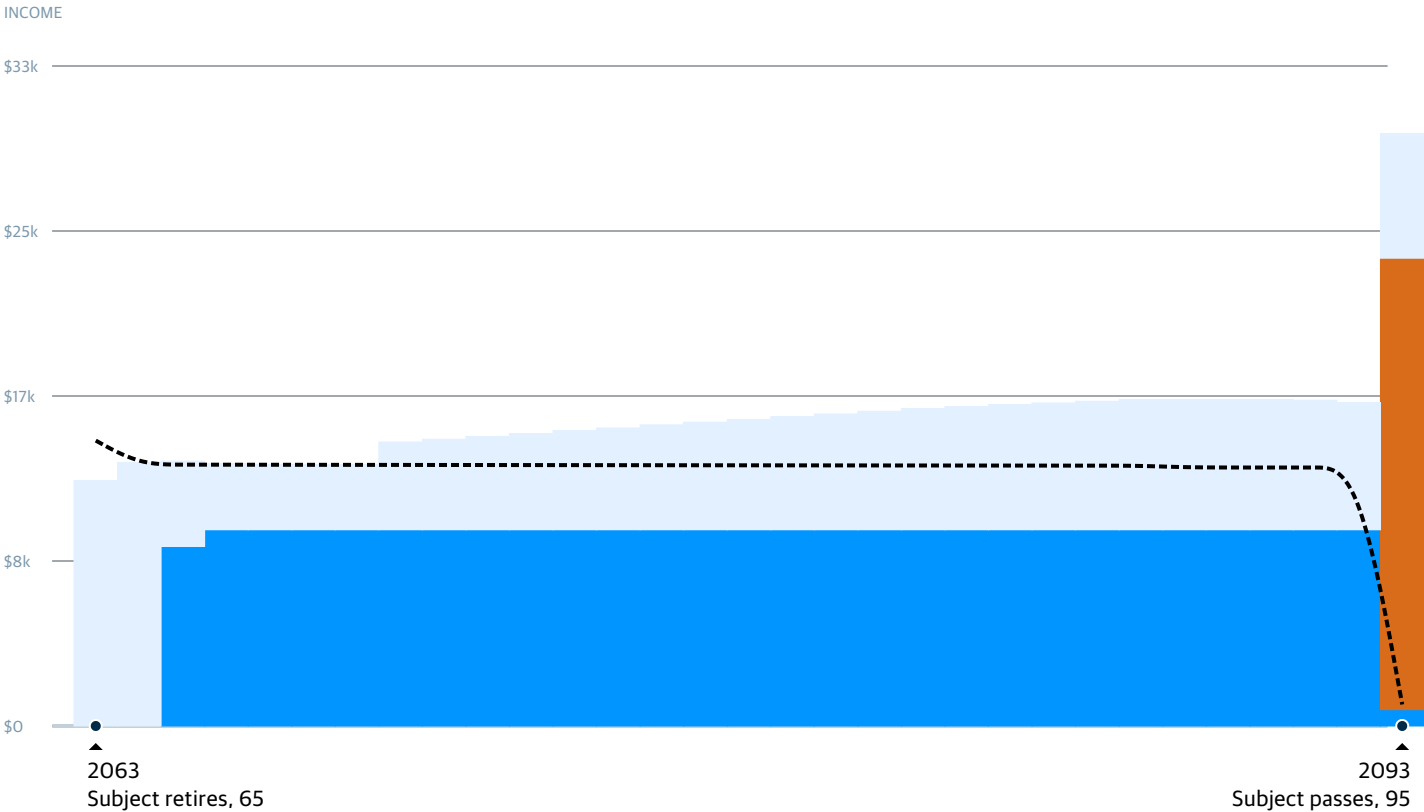 INCOME
$33k
$25k
$17k
$8k
$0
2063
Subject retires, 65
2093
Subject passes, 95